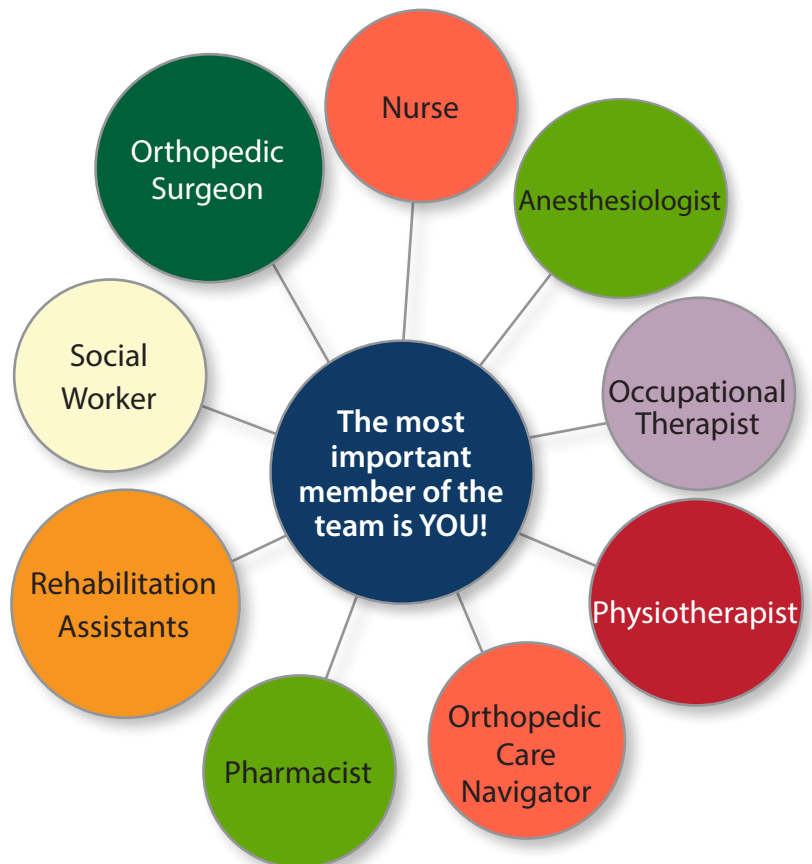 Nurse
Orthopedic
Surgeon
Anesthesiologist
Social
Worker
Occupational
Therapist
The most
important
member of the
team is YOU!
Rehabilitation
Assistants
Physiotherapist
Orthopedic
Care
Navigator
Pharmacist